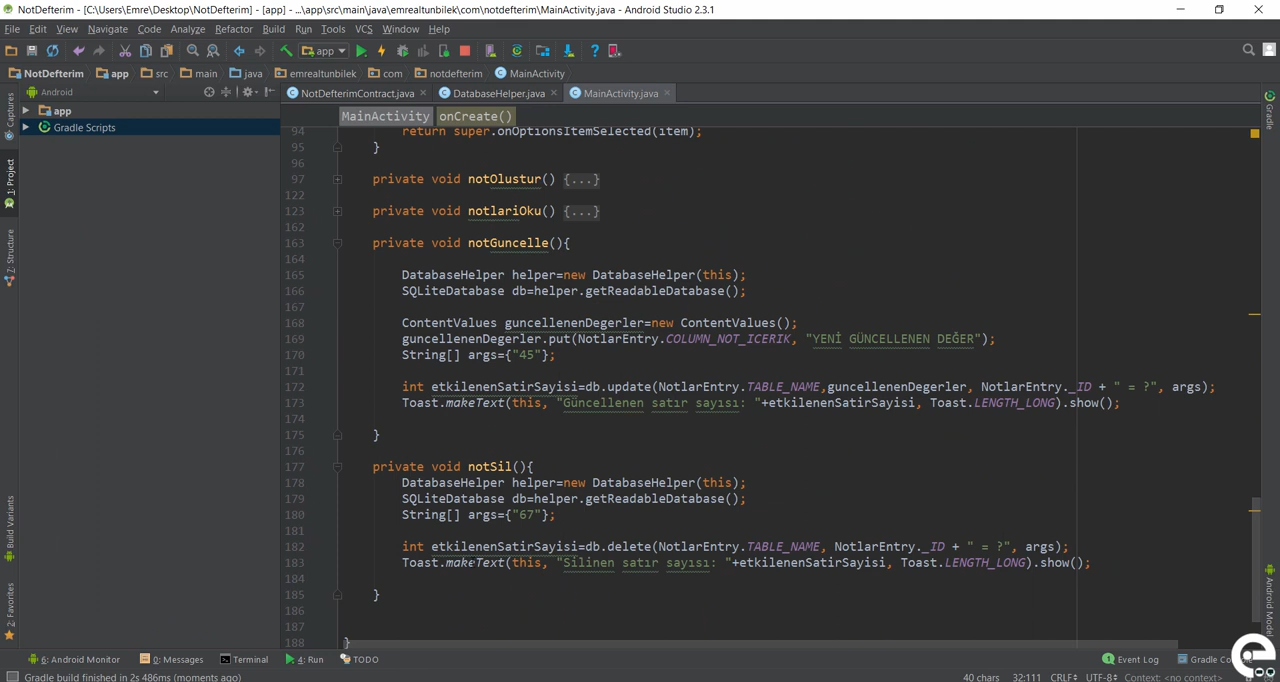 NotDefterim - [C:\Users\Emre\Desktop\NotDefterim] - [app] - ...\app\src\main\java\emrealtunbilek\com\notdefterim\MainActivity.java - Android Studio 2.3.1
File Edit View Navigate Code Analyze Refactor Build Run Tools VCS Window Help
app
NotDefterim app src main java emrealtunbilek com notdefterim MainActivity
Android
NotDefterimContract.java DatabaseHelper.java MainActivity.java
MainActivity onCreate()
app
Gradle Scripts
Captures
1: Project
7: Structure
Build Variants
2: Favorites
Gradle
Android Model
94 return super.onOptionsItemSelected(item);
95 }
96
97 private void notOlustur() {...}
122
123 private void notlariOku() {...}
162
163 private void notGuncelle(){
164
165 DatabaseHelper helper=new DatabaseHelper(this);
166 SQLiteDatabase db=helper.getReadableDatabase();
167
168 ContentValues guncellenenDegerler=new ContentValues();
169 guncellenenDegerler.put(NotlarEntry.COLUMN_NOT_ICERIK, "YENİ GÜNCELLENEN DEĞER");
170 String[] args={"45"};
171
172 int etkilenenSatirSayisi=db.update(NotlarEntry.TABLE_NAME,guncellenenDegerler, NotlarEntry._ID + " = ?", args);
173 Toast.makeText(this, "Güncellenen satır sayısı: "+etkilenenSatirSayisi, Toast.LENGTH_LONG).show();
174
175 }
176
177 private void notSil(){
178 DatabaseHelper helper=new DatabaseHelper(this);
179 SQLiteDatabase db=helper.getReadableDatabase();
180 String[] args={"67"};
181
182 int etkilenenSatirSayisi=db.delete(NotlarEntry.TABLE_NAME, NotlarEntry._ID + " = ?", args);
183 Toast.makeText(this, "Silinen satır sayısı: "+etkilenenSatirSayisi, Toast.LENGTH_LONG).show();
184
185 }
186
187
188 }
6: Android Monitor 0: Messages Terminal 4: Run TODO 1 Event Log Gradle
Gradle build finished in 2s 486ms (moments ago) 40 chars 32:111 CRLF UTF-8 Context: <no context>